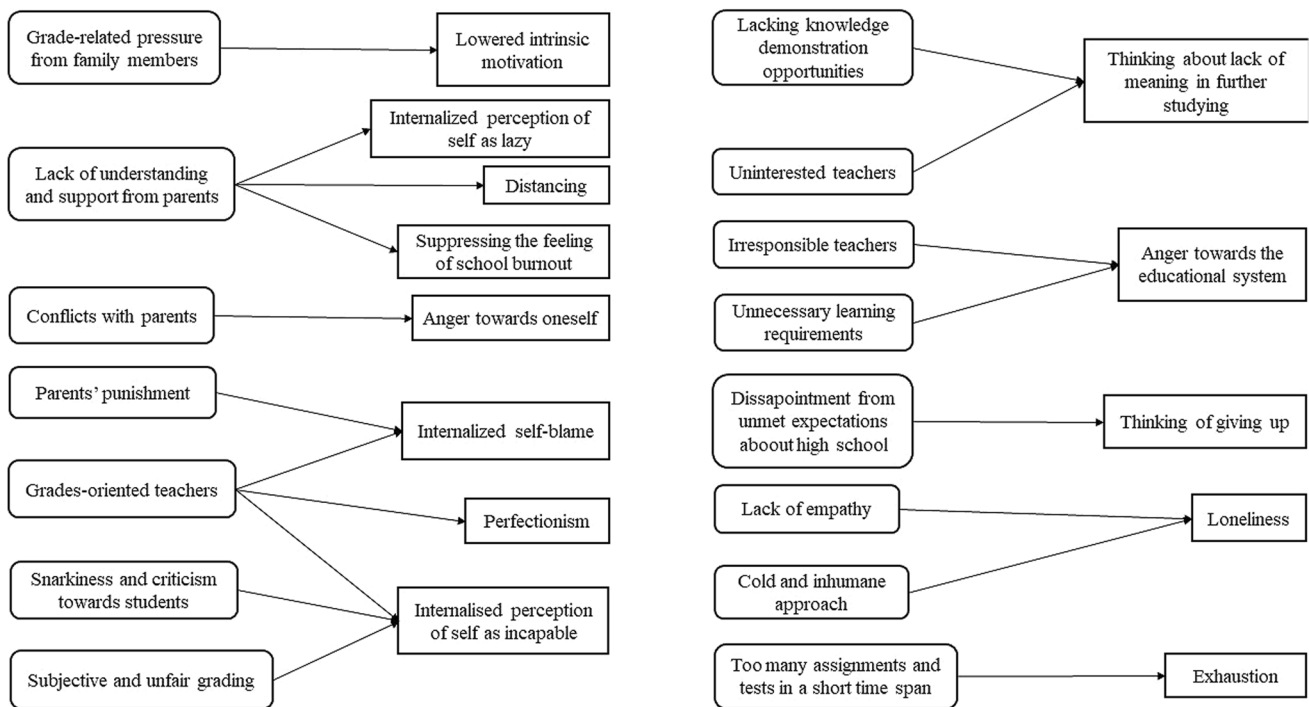 Grade-related pressure
from family members
Lowered intrinsic
motivation
Lack of understanding
and support from parents
Internalized perception of
self as lazy
Distancing
Suppressing the feeling
of school burnout
Conflicts with parents
Anger towards oneself
Parents’ punishment
Internalized self-blame
Grades-oriented teachers
Perfectionism
Snarkiness and criticism
towards students
Internalised perception
of self as incapable
Subjective and unfair grading
Lacking knowledge
demonstration
opportunities
Thinking about lack of
meaning in further
studying
Uninterested teachers
Irresponsible teachers
Anger towards the
educational system
Unnecessary learning
requirements
Dissapointment from
unmet expectations
aboout high school
Thinking of giving up
Lack of empathy
Loneliness
Cold and inhumane
approach
Too many assignments and
tests in a short time span
Exhaustion